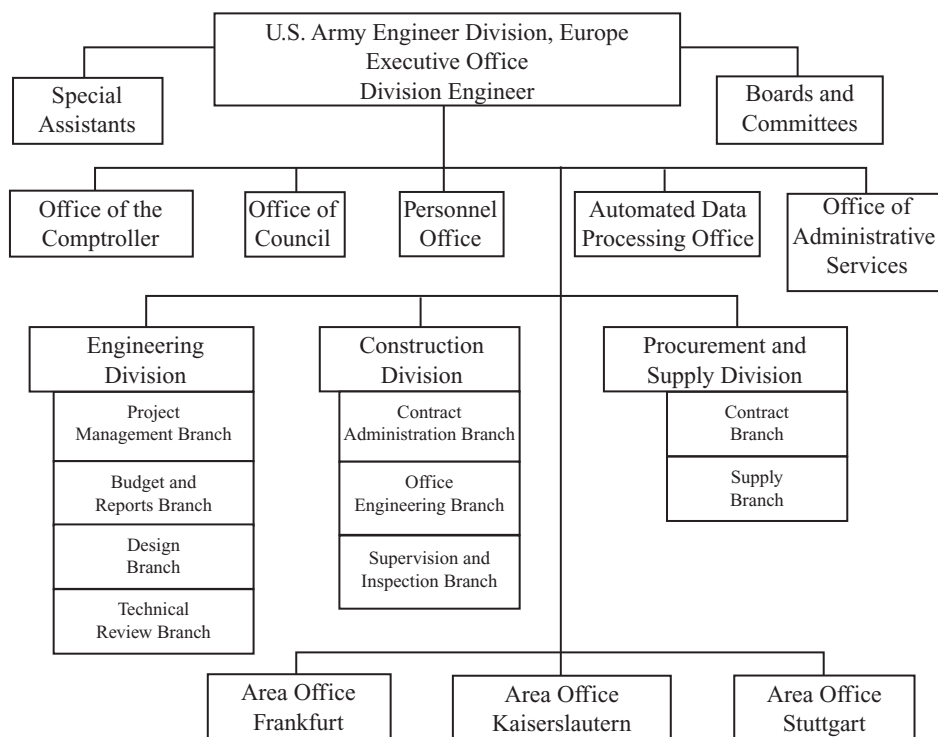 U.S. Army Engineer Division, Europe
Executive Office
Division Engineer
Special
Assistants
Boards and
Committees
Office of the
Comptroller
Office of
Council
Personnel
Office
Automated Data
Processing Office
Office of
Administrative
Services
Engineering
Division
Project
Management Branch
Budget and
Reports Branch
Design
Branch
Technical
Review Branch
Construction
Division
Contract
Administration Branch
Office
Engineering Branch
Supervision and
Inspection Branch
Procurement and
Supply Division
Contract
Branch
Supply
Branch
Area Office
Frankfurt
Area Office
Kaiserslautern
Area Office
Stuttgart